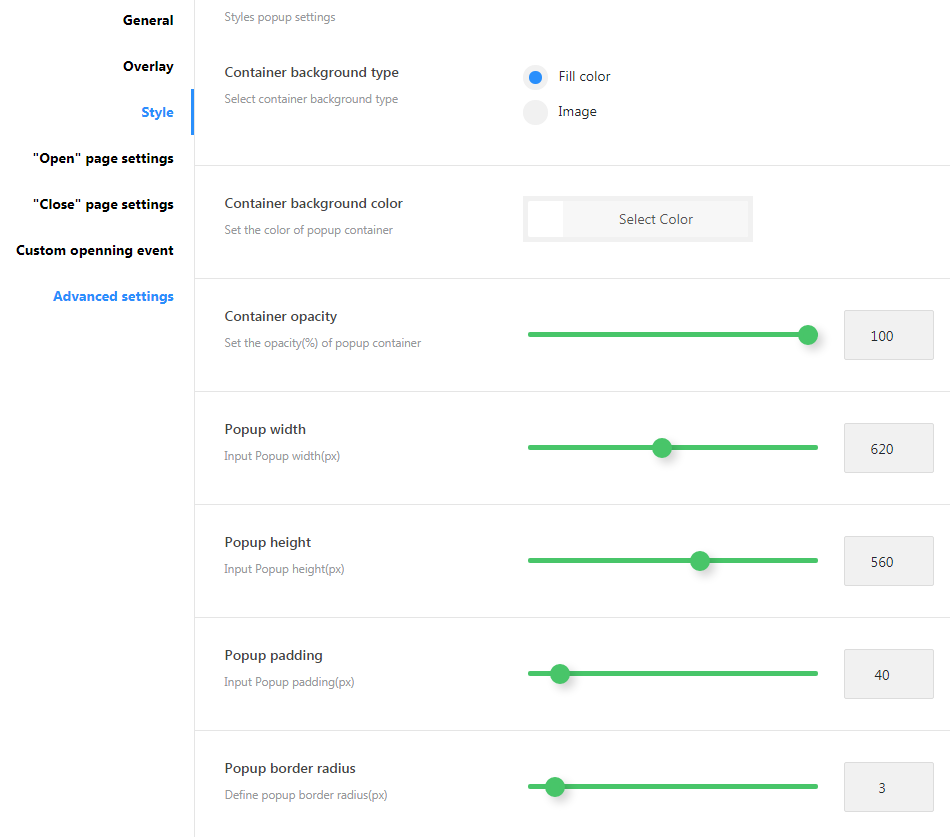 General
Overlay
Style
"Open" page settings
"Close" page settings
Custom openning event
Advanced settings
Styles popup settings
Container background type
Select container background type
Fill color
Image
Container background color
Set the color of popup container
Select Color
Container opacity
Set the opacity(%) of popup container
100
Popup width
Input Popup width(px)
620
Popup height
Input Popup height(px)
560
Popup padding
Input Popup padding(px)
40
Popup border radius
Define popup border radius(px)
3